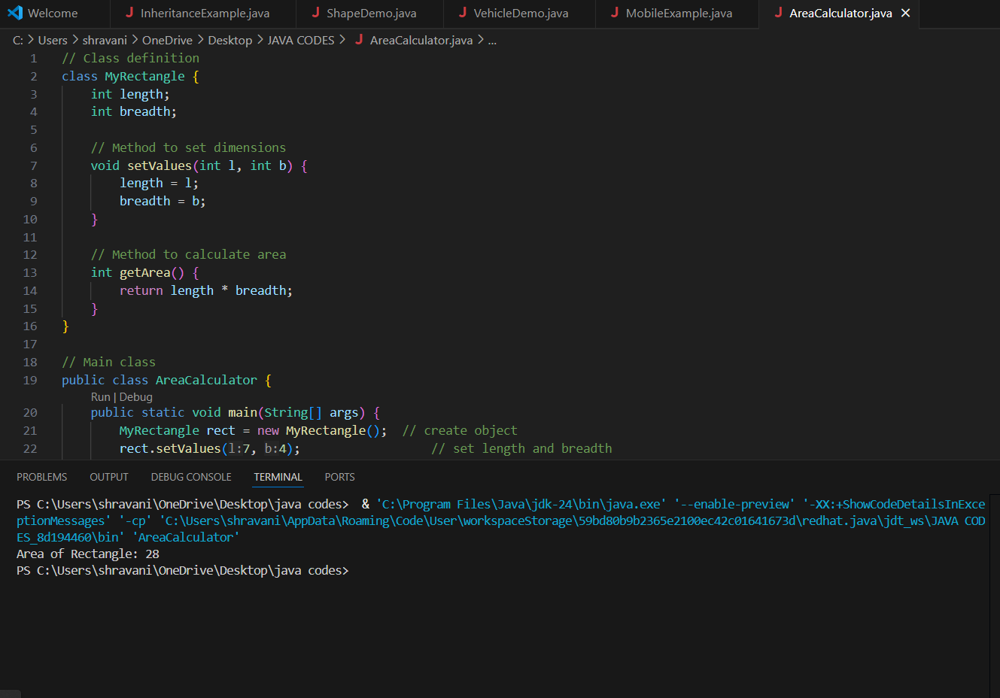 Welcome InheritanceExample.java ShapeDemo.java VehicleDemo.java MobileExample.java AreaCalculator.java
C: > Users > shravani > OneDrive > Desktop > JAVA CODES > AreaCalculator.java > ...
1 // Class definition
2 class MyRectangle {
3 int length;
4 int breadth;
5
6 // Method to set dimensions
7 void setValues(int l, int b) {
8 length = l;
9 breadth = b;
10 }
11
12 // Method to calculate area
13 int getArea() {
14 return length * breadth;
15 }
16 }
17
18 // Main class
19 public class AreaCalculator {
Run | Debug
20 public static void main(String[] args) {
21 MyRectangle rect = new MyRectangle(); // create object
22 rect.setValues(l:7, b:4); // set length and breadth
PROBLEMS OUTPUT DEBUG CONSOLE TERMINAL PORTS
PS C:\Users\shravani\OneDrive\Desktop\java codes> & 'C:\Program Files\Java\jdk-24\bin\java.exe' '--enable-preview' '-XX:+ShowCodeDetailsInExce
ptionMessages' '-cp' 'C:\Users\shravani\AppData\Roaming\Code\User\workspaceStorage\59bd80b9b2365e2100ec42c01641673d\redhat.java\jdt_ws\JAVA COD
ES_8d194460\bin' 'AreaCalculator'
Area of Rectangle: 28
PS C:\Users\shravani\OneDrive\Desktop\java codes>